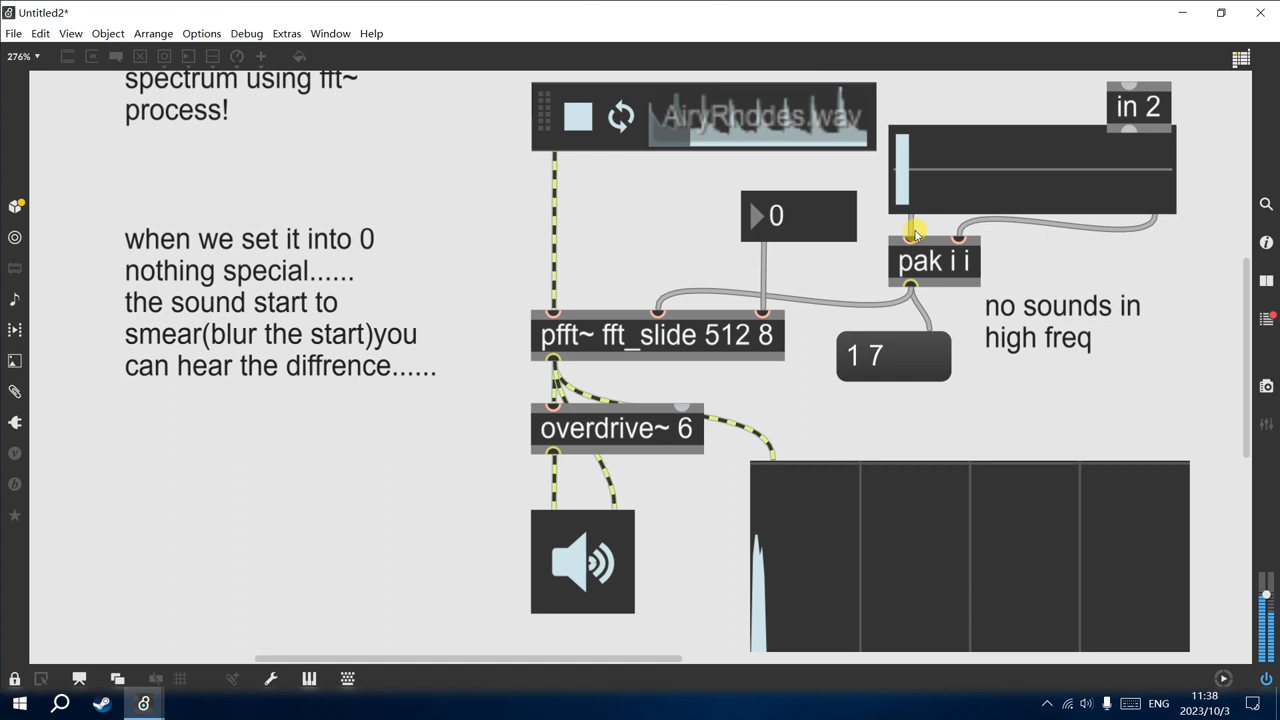 Untitled2*
File Edit View Object Arrange Options Debug Extras Window Help
276%
spectrum using fft~
process!
AiryRhodes.wav
in 2
0
pak i i
when we set it into 0
nothing special......
the sound start to
smear(blur the start)you
can hear the diffrence......
no sounds in
high freq
pfft~ fft_slide 512 8
1 7
overdrive~ 6
ENG
11:38
2023/10/3